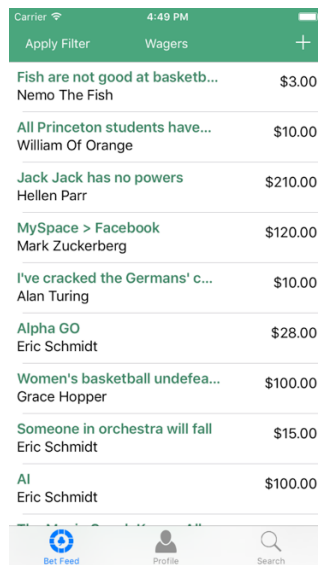 Carrier 4:49 PM
Apply Filter Wagers +
Fish are not good at basketb... $3.00
Nemo The Fish
All Princeton students have... $10.00
William Of Orange
Jack Jack has no powers $210.00
Hellen Parr
MySpace > Facebook $120.00
Mark Zuckerberg
I've cracked the Germans' c... $10.00
Alan Turing
Alpha GO $28.00
Eric Schmidt
Women's basketball undefea... $100.00
Grace Hopper
Someone in orchestra will fall $15.00
Eric Schmidt
AI $100.00
Eric Schmidt
Bet Feed Profile Search